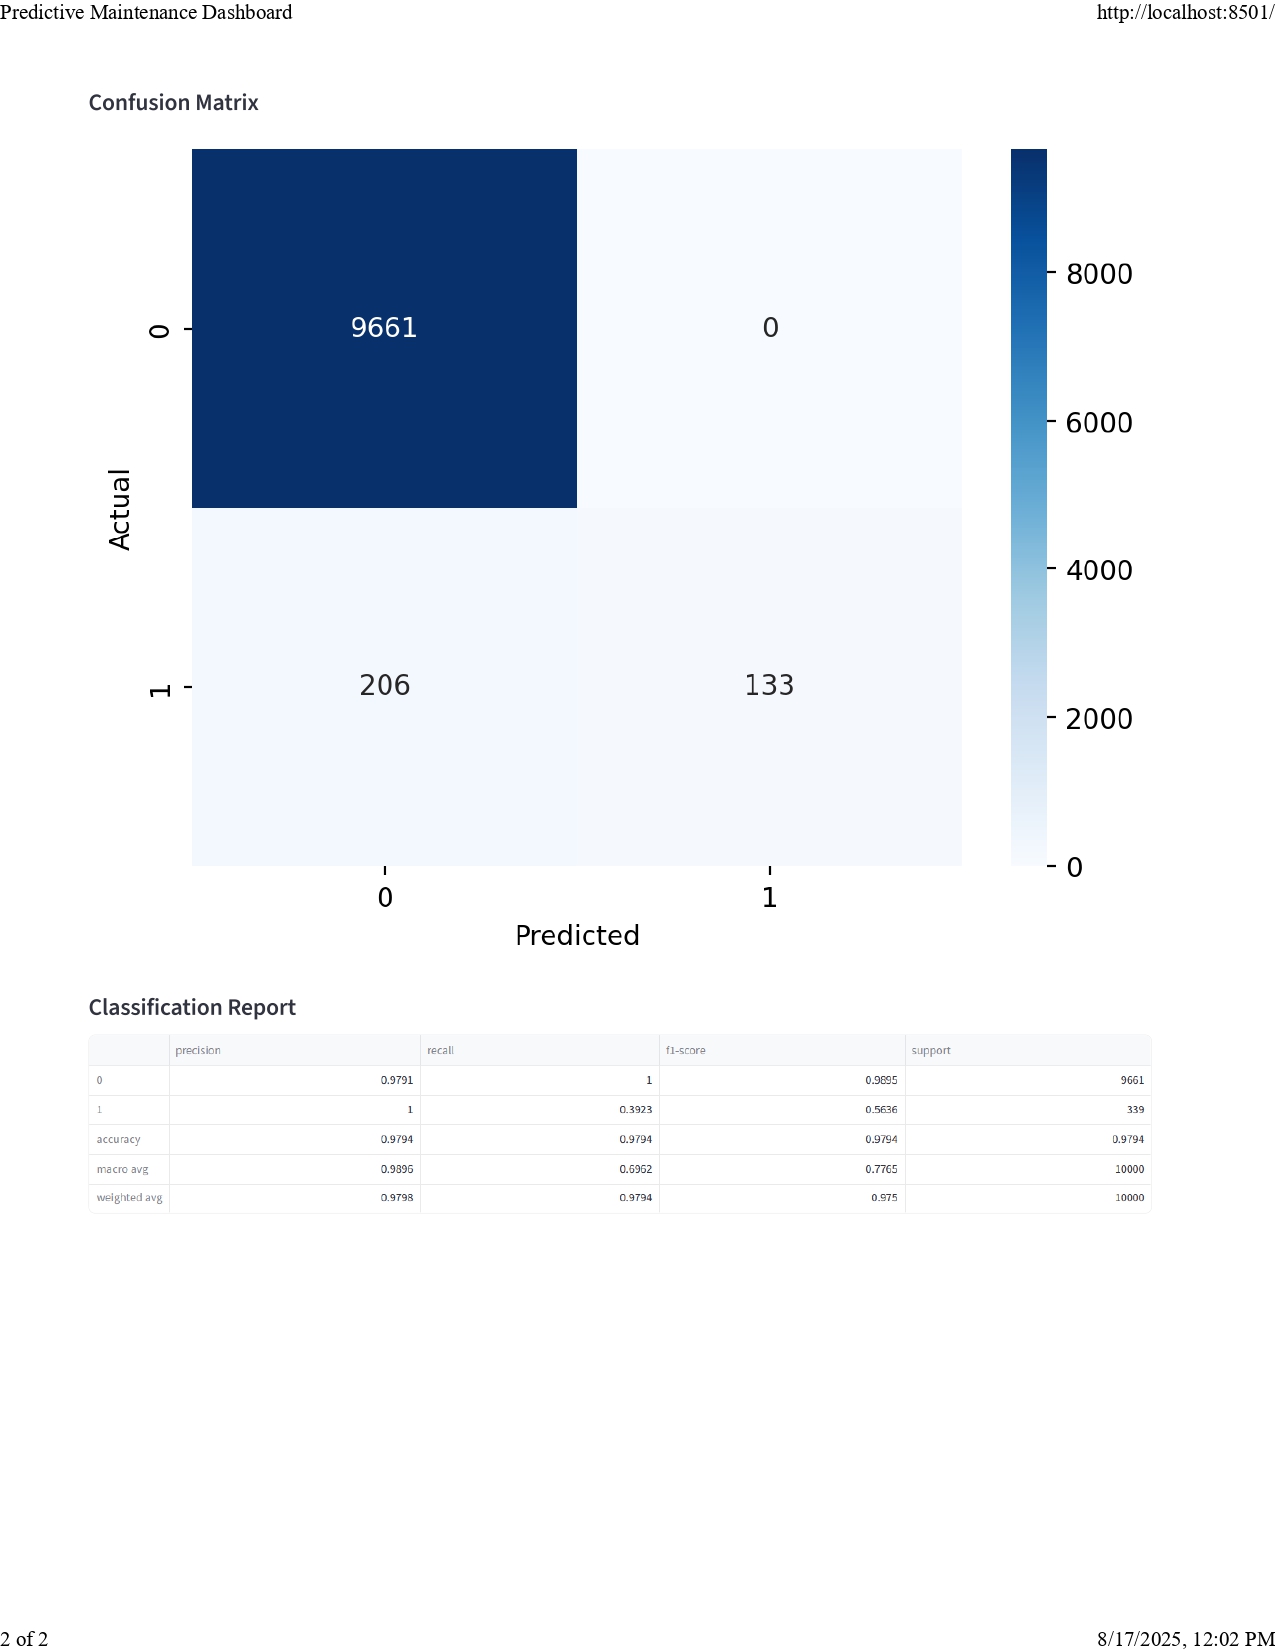 Predictive Maintenance Dashboard http://localhost:8501/
Confusion Matrix
9661 0
206 133
0
1
Actual
0 1
Predicted
8000
6000
4000
2000
0
Classification Report
precision recall f1-score support
0 0.9791 1 0.9895 9661
1 1 0.3923 0.5636 339
accuracy 0.9794 0.9794 0.9794 0.9794
macro avg 0.9896 0.6962 0.7765 10000
weighted avg 0.9798 0.9794 0.975 10000
2 of 2 8/17/2025, 12:02 PM